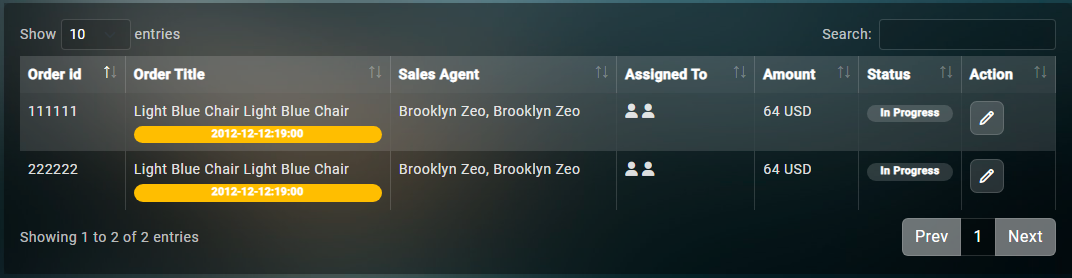 Show 10 entries Search:
Order id Order Title Sales Agent Assigned To Amount Status Action
111111 Light Blue Chair Light Blue Chair Brooklyn Zeo, Brooklyn Zeo 64 USD In Progress
2012-12-12:19:00
222222 Light Blue Chair Light Blue Chair Brooklyn Zeo, Brooklyn Zeo 64 USD In Progress
2012-12-12:19:00
Showing 1 to 2 of 2 entries Prev 1 Next